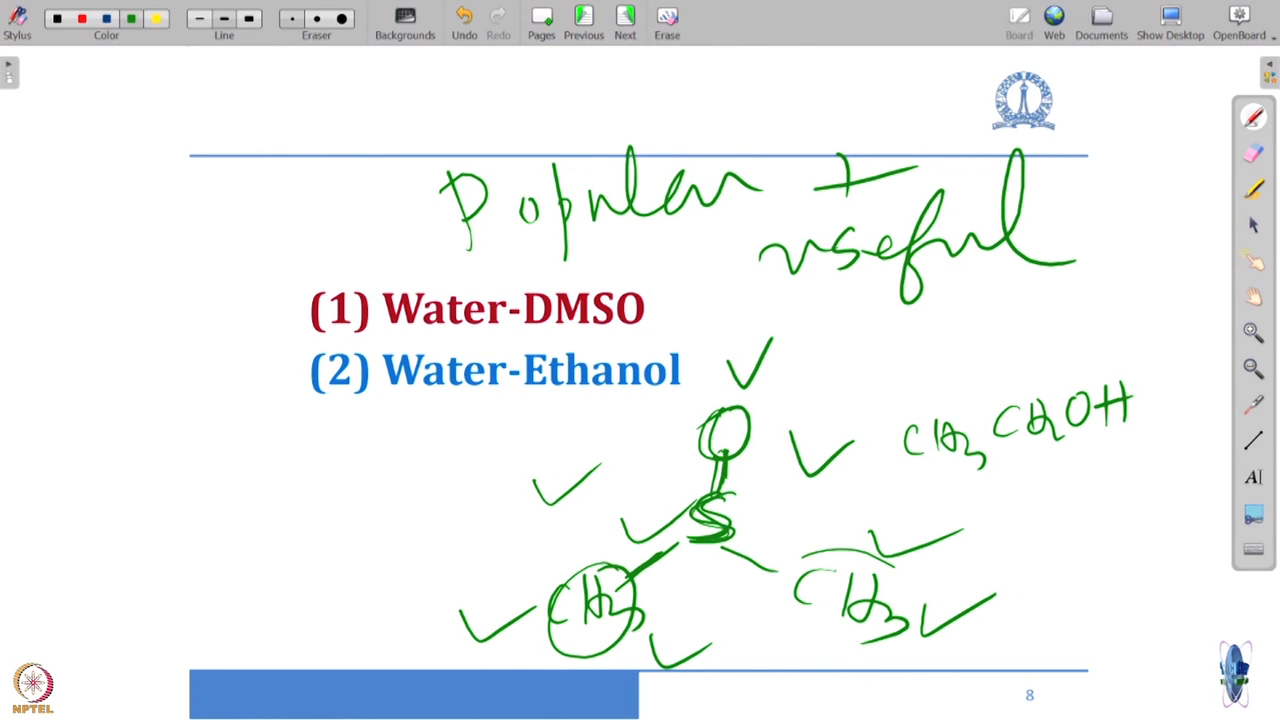 Stylus Color Line Eraser Backgrounds Undo Redo Pages Previous Next Erase Board Web Documents Show Desktop OpenBoard
Popular +
useful
(1) Water-DMSO
(2) Water-Ethanol
O
CH3CH2OH
S
CH3 CH3
8
NPTEL